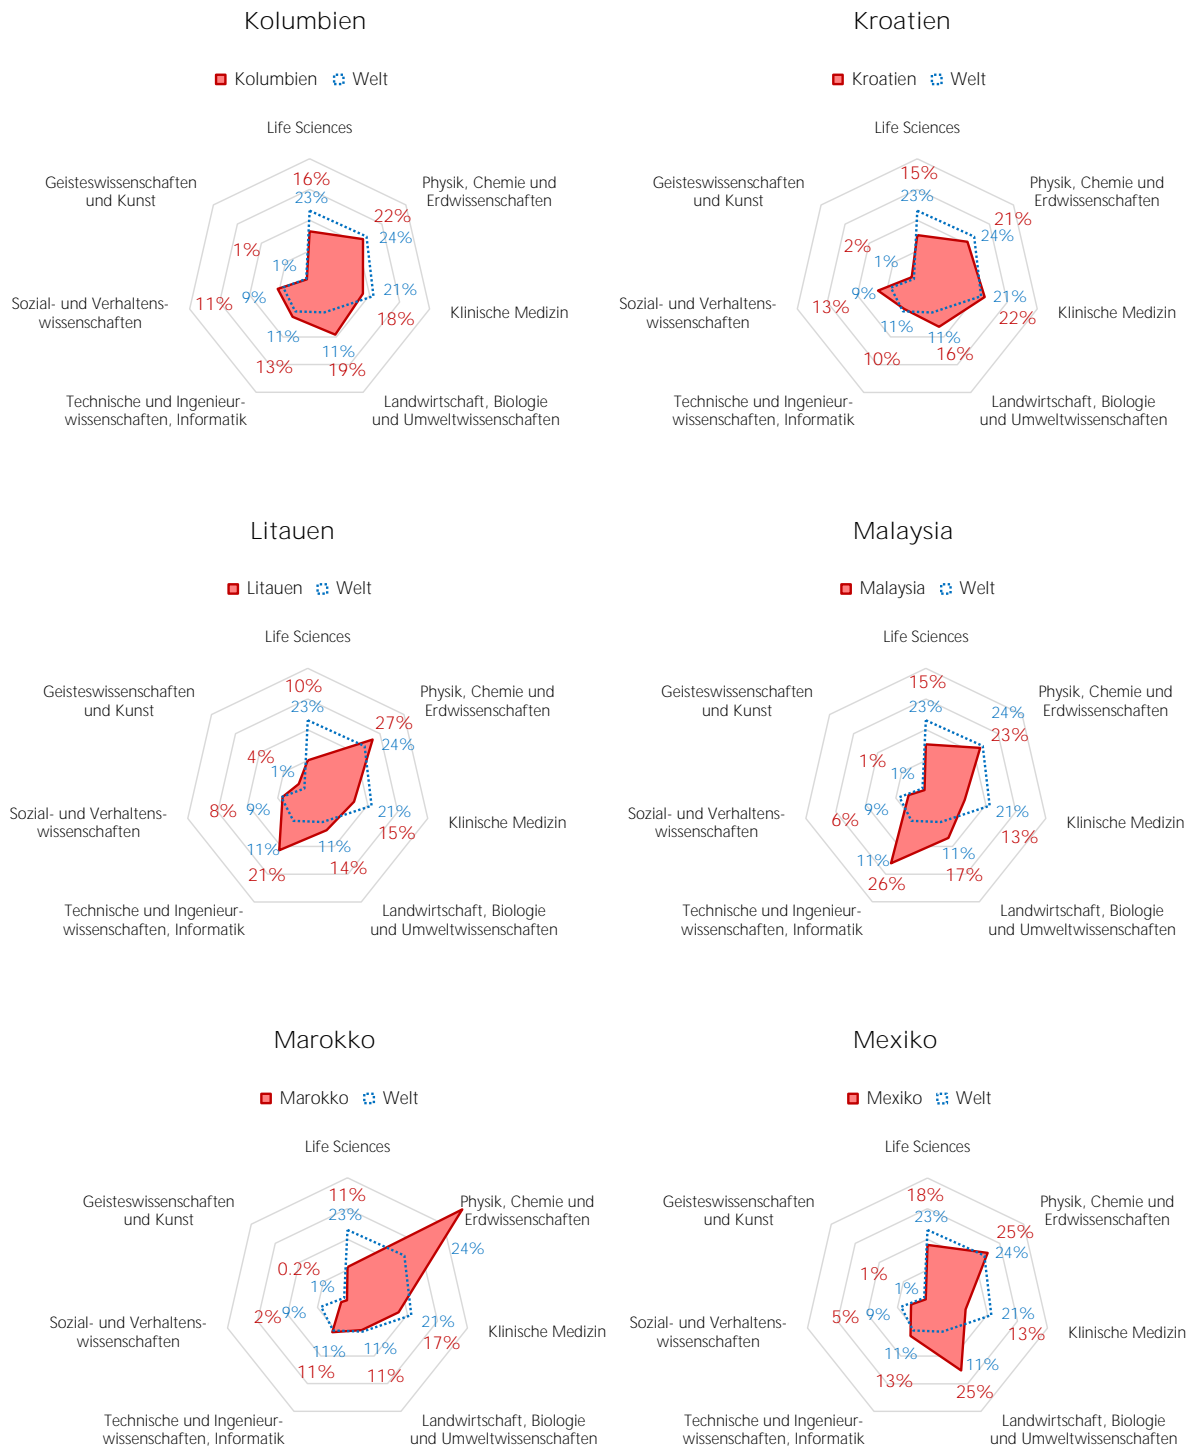 Kolumbien
Kolumbien Welt
Life Sciences
Physik, Chemie und
Erdwissenschaften
Klinische Medizin
Landwirtschaft, Biologie
und Umweltwissenschaften
Technische und Ingenieur-
wissenschaften, Informatik
Sozial- und Verhaltens-
wissenschaften
Geisteswissenschaften
und Kunst
16%
23%
22%
24%
21%
18%
11%
19%
11%
13%
9%
11%
1%
1%
Kroatien
Kroatien Welt
Life Sciences
Physik, Chemie und
Erdwissenschaften
Klinische Medizin
Landwirtschaft, Biologie
und Umweltwissenschaften
Technische und Ingenieur-
wissenschaften, Informatik
Sozial- und Verhaltens-
wissenschaften
Geisteswissenschaften
und Kunst
15%
23%
21%
24%
21%
22%
11%
16%
11%
10%
9%
13%
2%
1%
Litauen
Litauen Welt
Life Sciences
Physik, Chemie und
Erdwissenschaften
Klinische Medizin
Landwirtschaft, Biologie
und Umweltwissenschaften
Technische und Ingenieur-
wissenschaften, Informatik
Sozial- und Verhaltens-
wissenschaften
Geisteswissenschaften
und Kunst
10%
23%
27%
24%
21%
15%
11%
14%
11%
21%
9%
8%
4%
1%
Malaysia
Malaysia Welt
Life Sciences
Physik, Chemie und
Erdwissenschaften
Klinische Medizin
Landwirtschaft, Biologie
und Umweltwissenschaften
Technische und Ingenieur-
wissenschaften, Informatik
Sozial- und Verhaltens-
wissenschaften
Geisteswissenschaften
und Kunst
15%
23%
24%
23%
21%
13%
11%
17%
11%
26%
9%
6%
1%
1%
Marokko
Marokko Welt
Life Sciences
Physik, Chemie und
Erdwissenschaften
Klinische Medizin
Landwirtschaft, Biologie
und Umweltwissenschaften
Technische und Ingenieur-
wissenschaften, Informatik
Sozial- und Verhaltens-
wissenschaften
Geisteswissenschaften
und Kunst
11%
23%
24%
21%
17%
11%
11%
11%
11%
9%
2%
0.2%
1%
Mexiko
Mexiko Welt
Life Sciences
Physik, Chemie und
Erdwissenschaften
Klinische Medizin
Landwirtschaft, Biologie
und Umweltwissenschaften
Technische und Ingenieur-
wissenschaften, Informatik
Sozial- und Verhaltens-
wissenschaften
Geisteswissenschaften
und Kunst
18%
23%
25%
24%
21%
13%
11%
25%
11%
13%
9%
5%
1%
1%